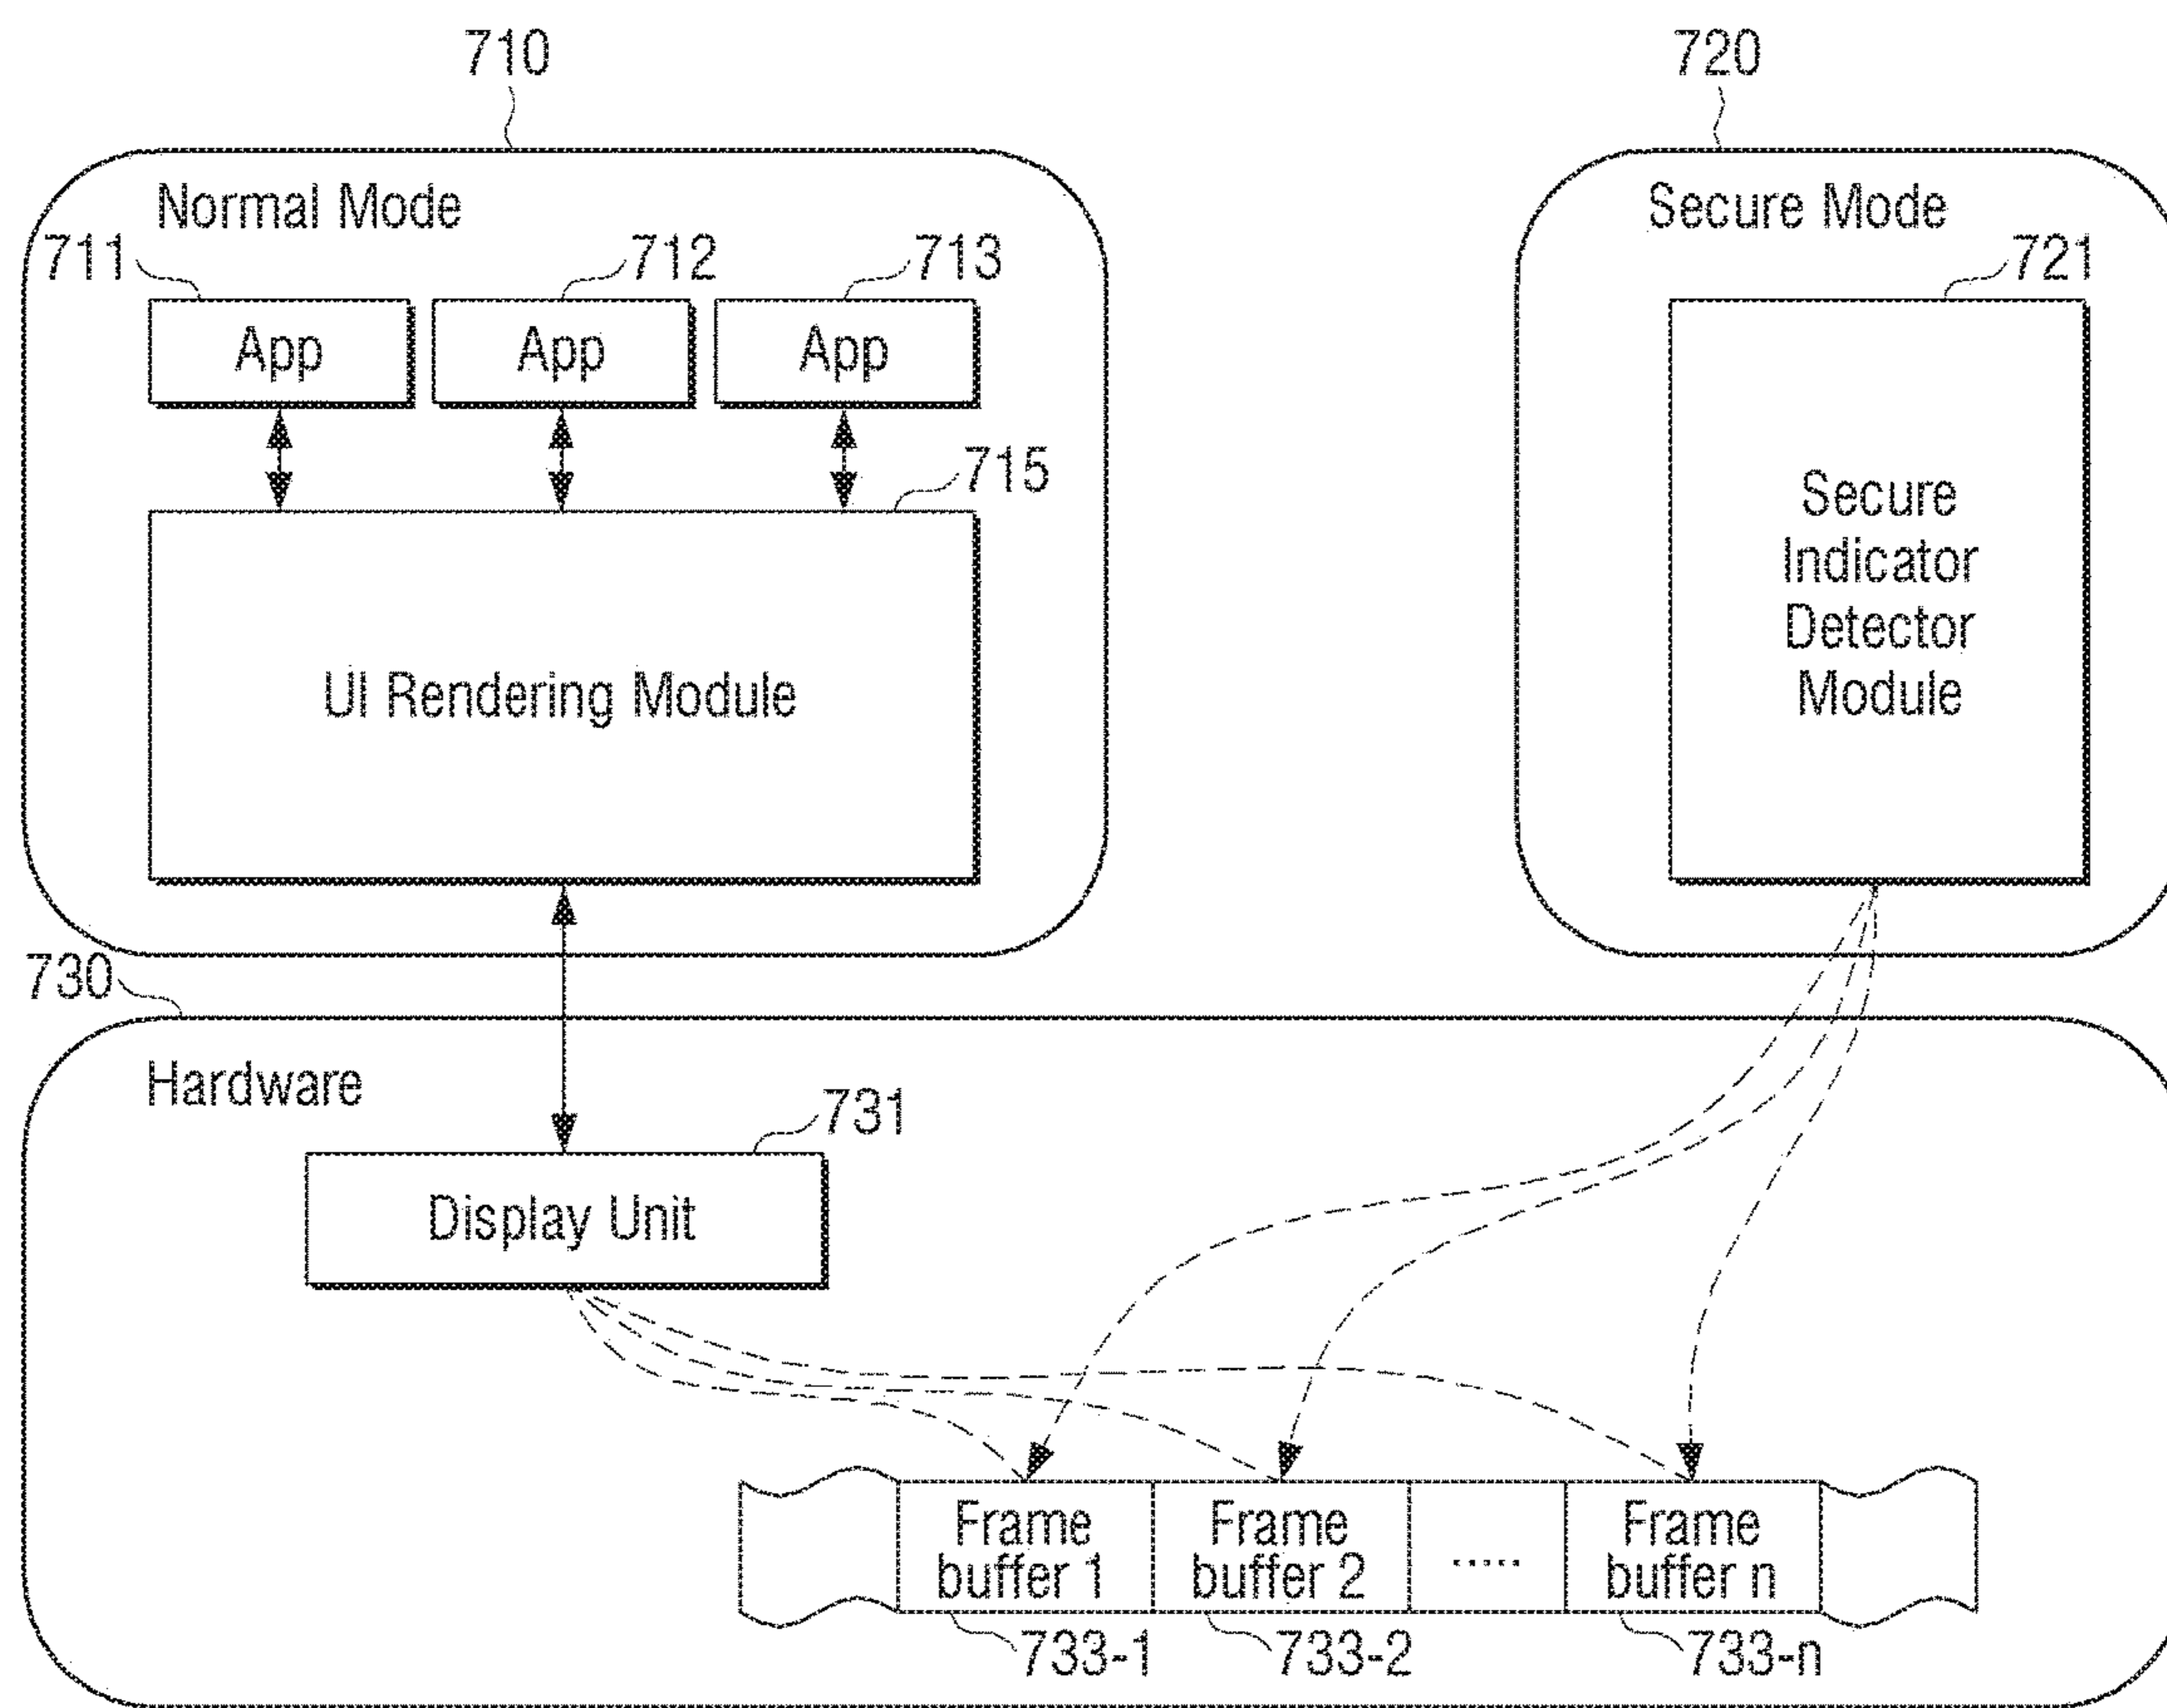 710
720
Normal Mode
Secure Mode
711
712
713
721
App
App
App
715
Secure
Indicator
Detector
Module
UI Rendering Module
730
Hardware
731
Display Unit
Frame
buffer 1
Frame
buffer 2
.....
Frame
buffer n
733-1
733-2
733-n